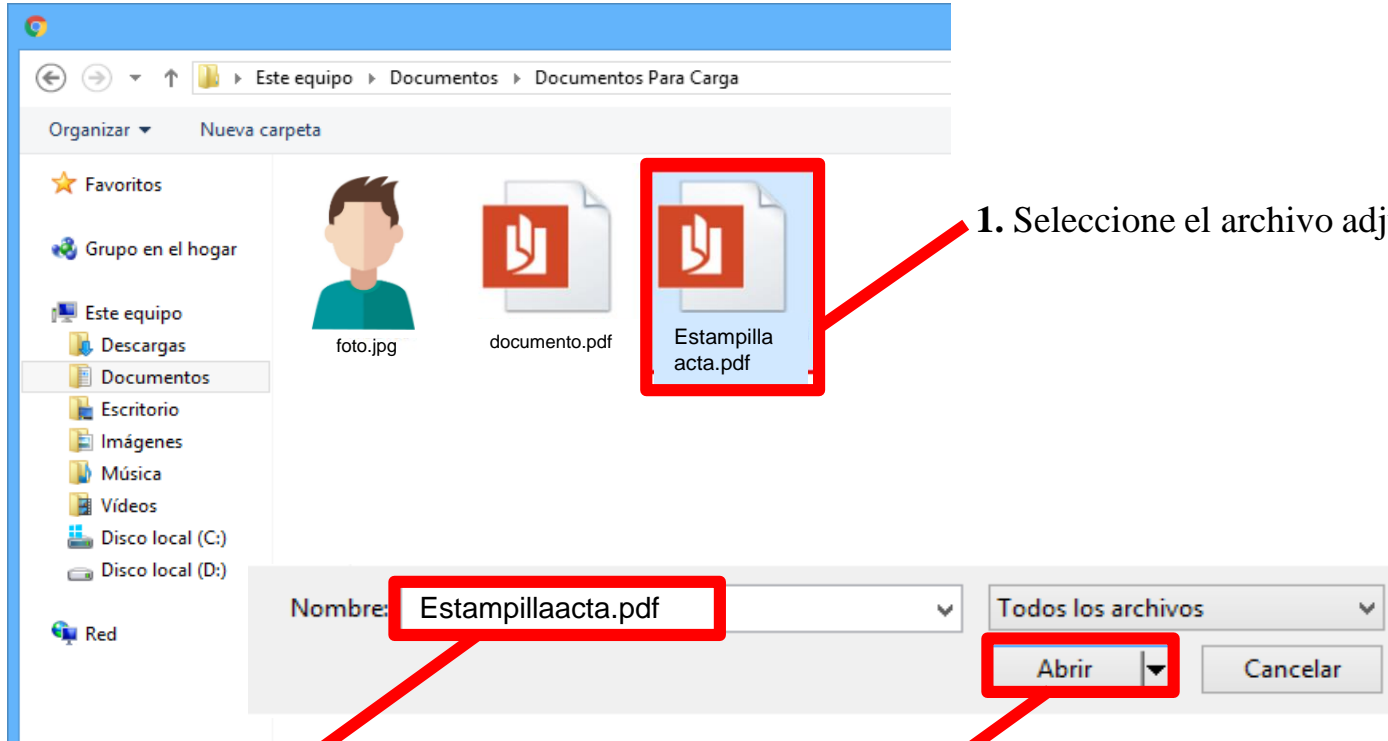 Este equipo Documentos Documentos Para Carga
Organizar Nueva carpeta
Favoritos
Grupo en el hogar
Este equipo
Descargas
Documentos
Escritorio
Imágenes
Música
Vídeos
Disco local (C:)
Disco local (D:)
Red
foto.jpg
documento.pdf
Estampilla
acta.pdf
1. Seleccione el archivo adj
Nombre: Estampillaacta.pdf
Todos los archivos
Abrir Cancelar